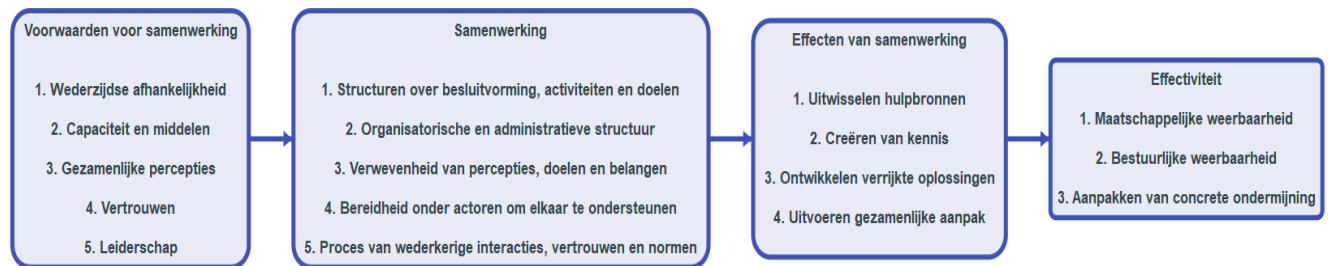 Voorwaarden voor samenwerking
1. Wederzijdse afhankelijkheid
2. Capaciteit en middelen
3. Gezamenlijke percepties
4. Vertrouwen
5. Leiderschap
Samenwerking
1. Structuren over besluitvorming, activiteiten en doelen
2. Organisatorische en administratieve structuur
3. Verwevenheid van percepties, doelen en belangen
4. Bereidheid onder actoren om elkaar te ondersteunen
5. Proces van wederkerige interacties, vertrouwen en normen
Effecten van samenwerking
1. Uitwisselen hulpbronnen
2. Creëren van kennis
3. Ontwikkelen verrijkte oplossingen
4. Uitvoeren gezamenlijke aanpak
Effectiviteit
1. Maatschappelijke weerbaarheid
2. Bestuurlijke weerbaarheid
3. Aanpakken van concrete ondermijning